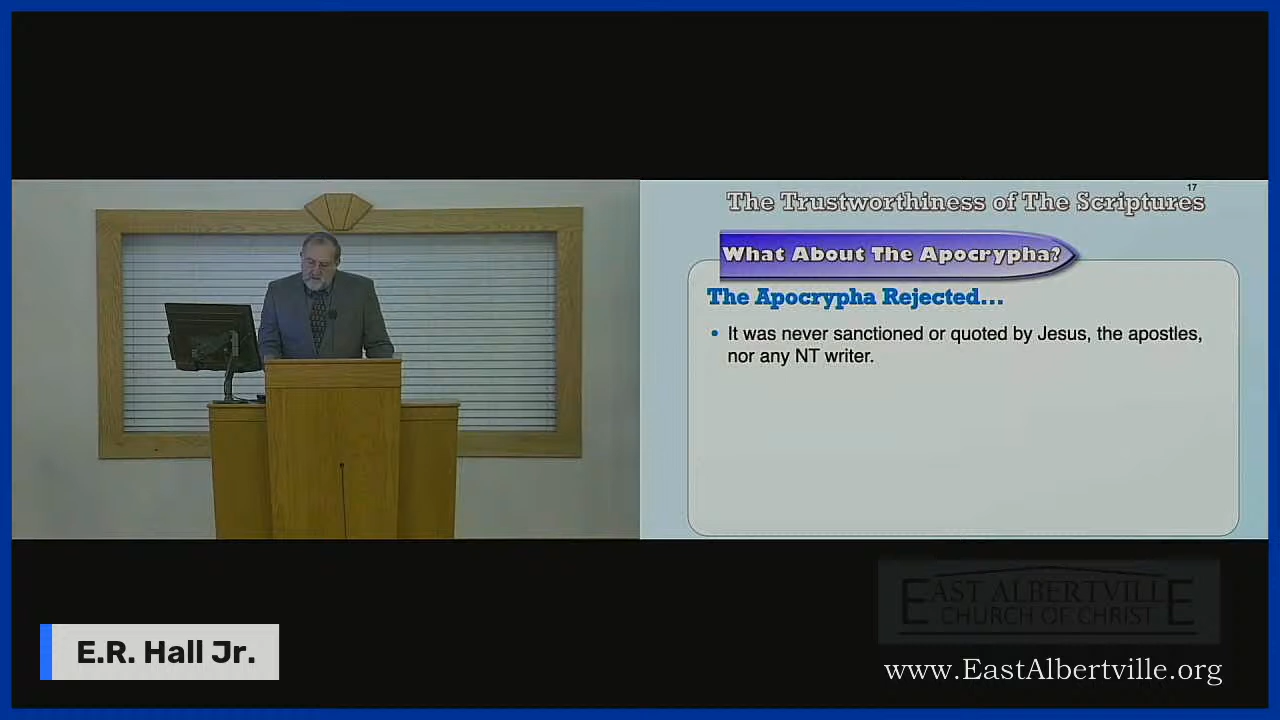 17
The Trustworthiness of The Scriptures
What About The Apocrypha?
The Apocrypha Rejected...
• It was never sanctioned or quoted by Jesus, the apostles,
nor any NT writer.
EAST ALBERTVILLE
CHURCH OF CHRIST
E.R. Hall Jr.
www.EastAlbertville.org